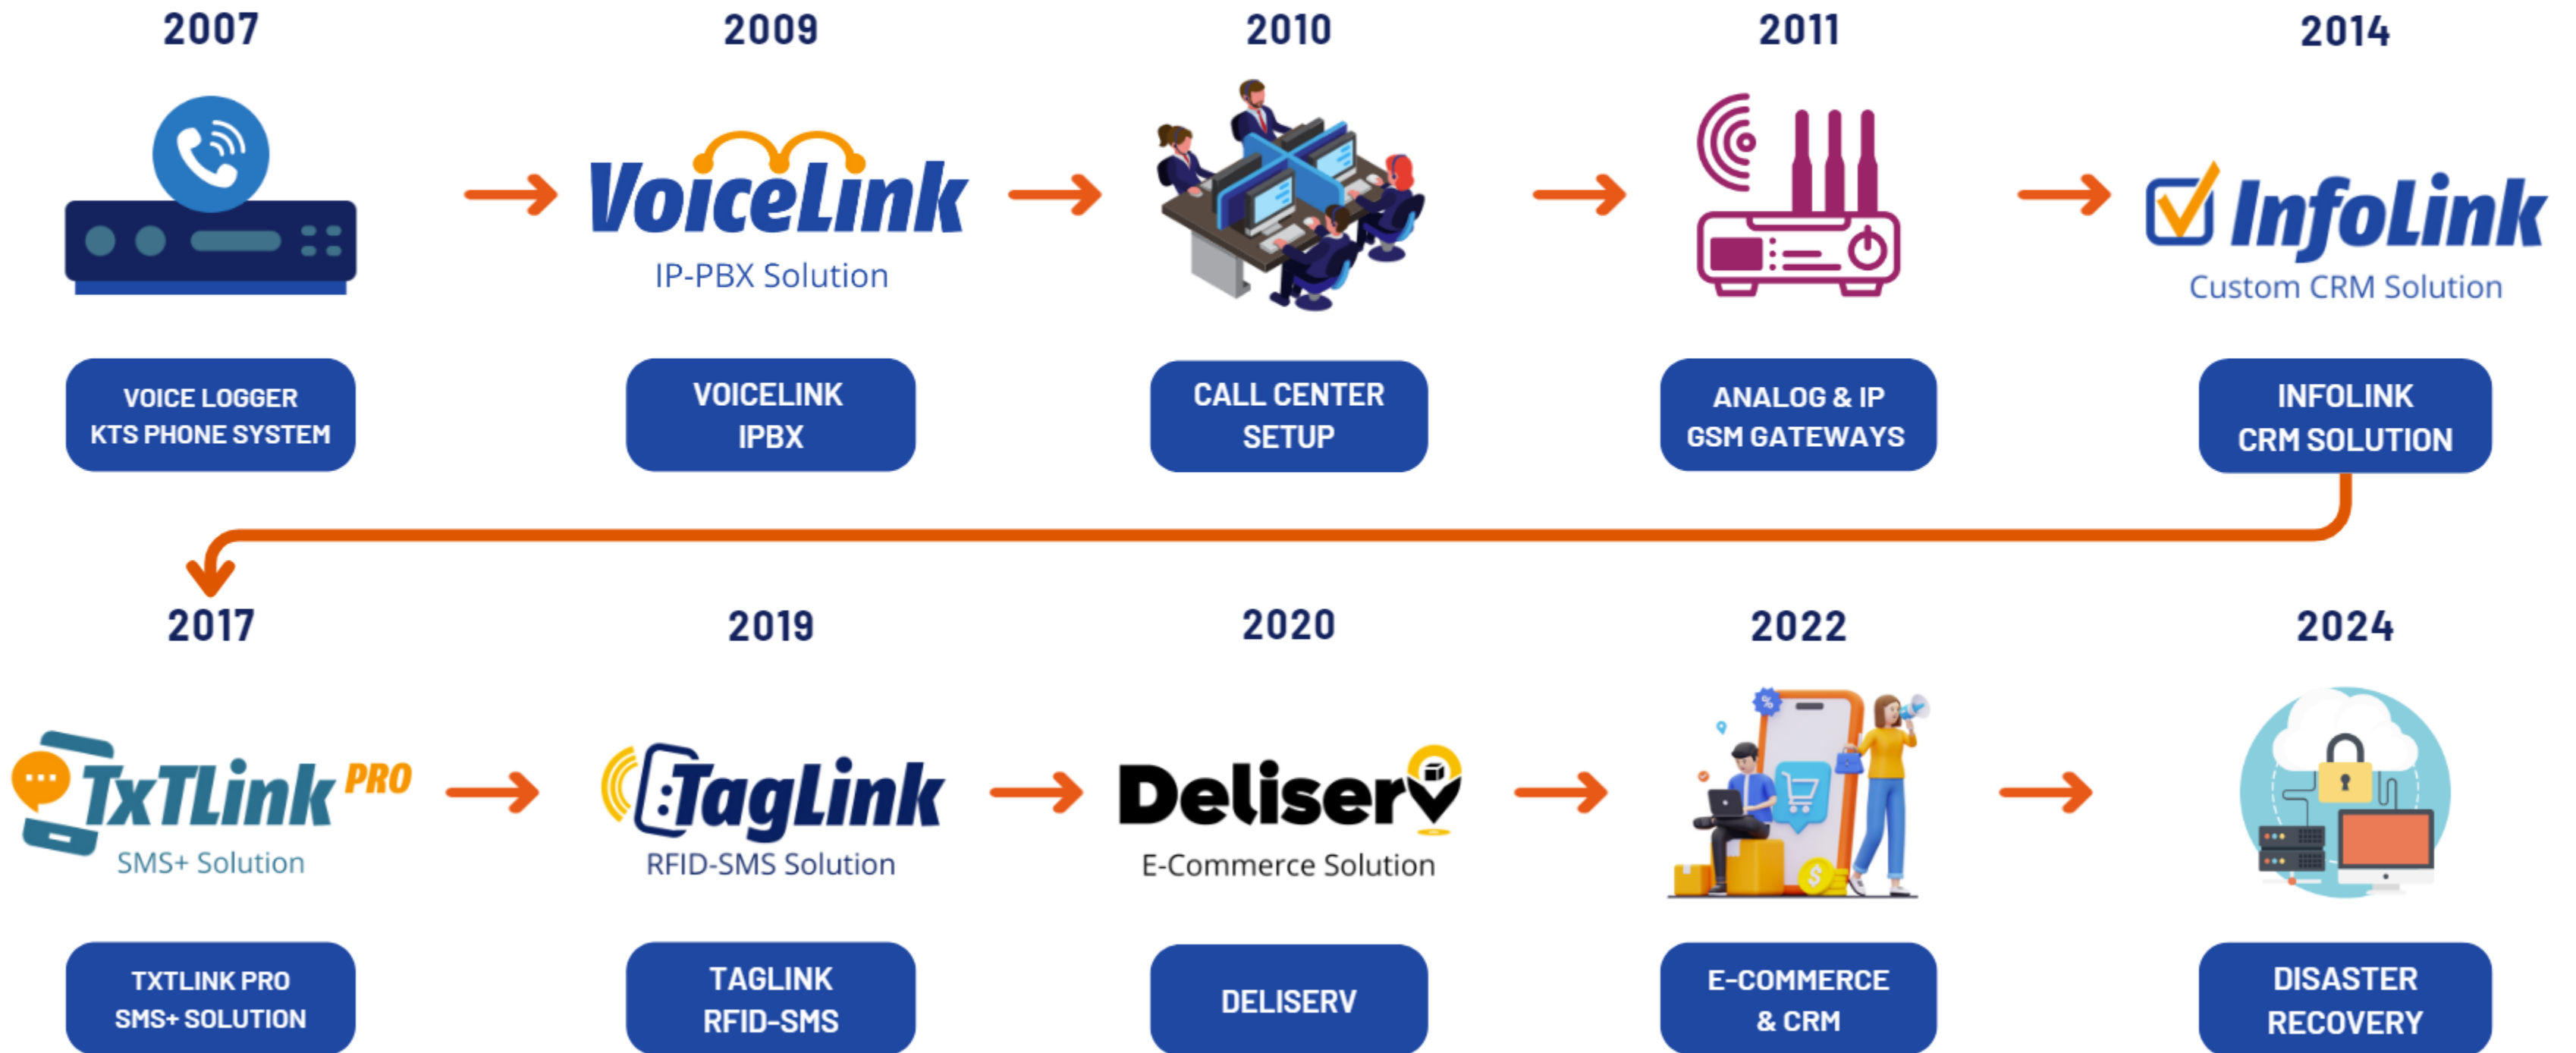 2007
2009
2010
2011
2014
VoiceLink
IP-PBX Solution
InfoLink
Custom CRM Solution
VOICE LOGGER
KTS PHONE SYSTEM
VOICELINK
IPBX
CALL CENTER
SETUP
ANALOG & IP
GSM GATEWAYS
INFOLINK
CRM SOLUTION
2017
2019
2020
2022
2024
TxTLink PRO
SMS+ Solution
TagLink
RFID-SMS Solution
Deliserv
E-Commerce Solution
%
$
TXTLINK PRO
SMS+ SOLUTION
TAGLINK
RFID-SMS
DELISERV
E-COMMERCE
& CRM
DISASTER
RECOVERY